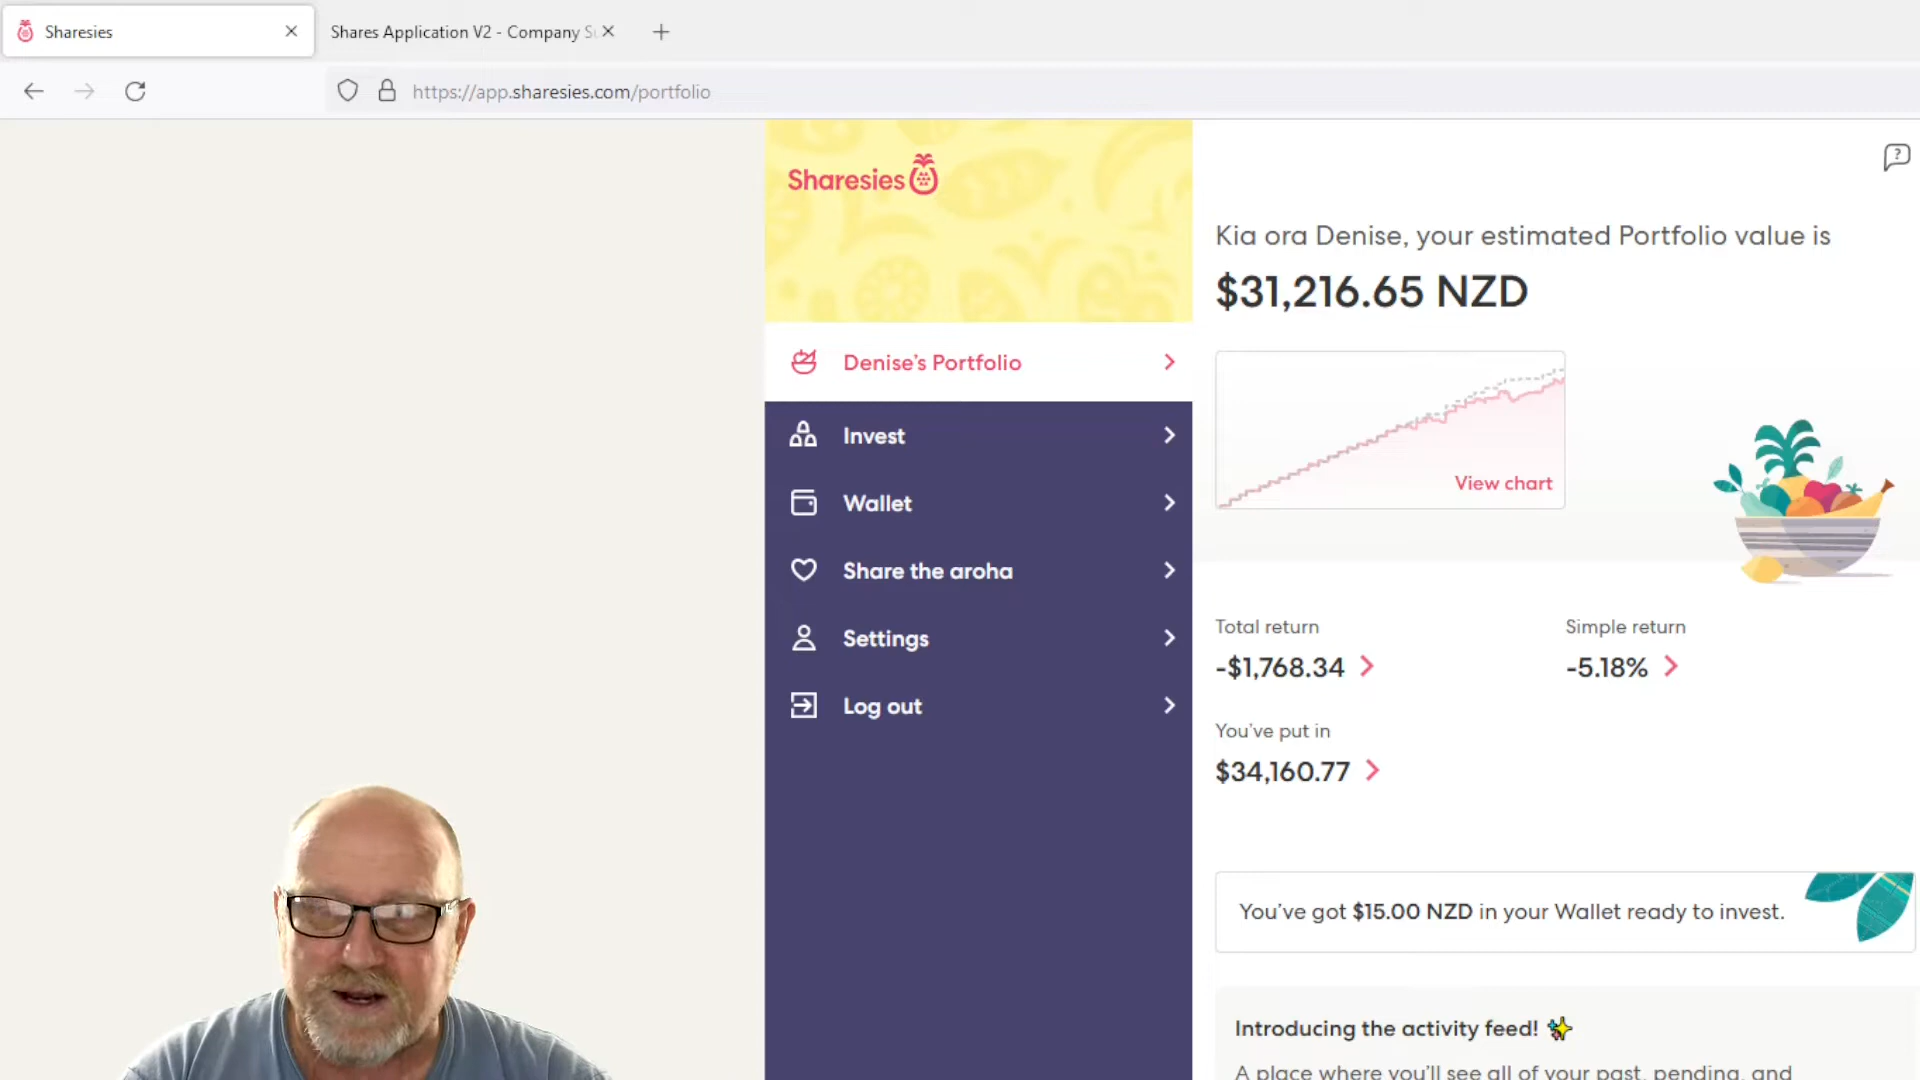 Sharesies
Shares Application V2 - Company
https://app.sharesies.com/portfolio
Sharesies
Denise's Portfolio
Invest
Wallet
Share the aroha
Settings
Log out
Kia ora Denise, your estimated Portfolio value is
$31,216.65 NZD
View chart
Total return
-$1,768.34
Simple return
-5.18%
You've put in
$34,160.77
You've got $15.00 NZD in your Wallet ready to invest.
Introducing the activity feed! ✨
A place where you'll see all of your past, pending, and